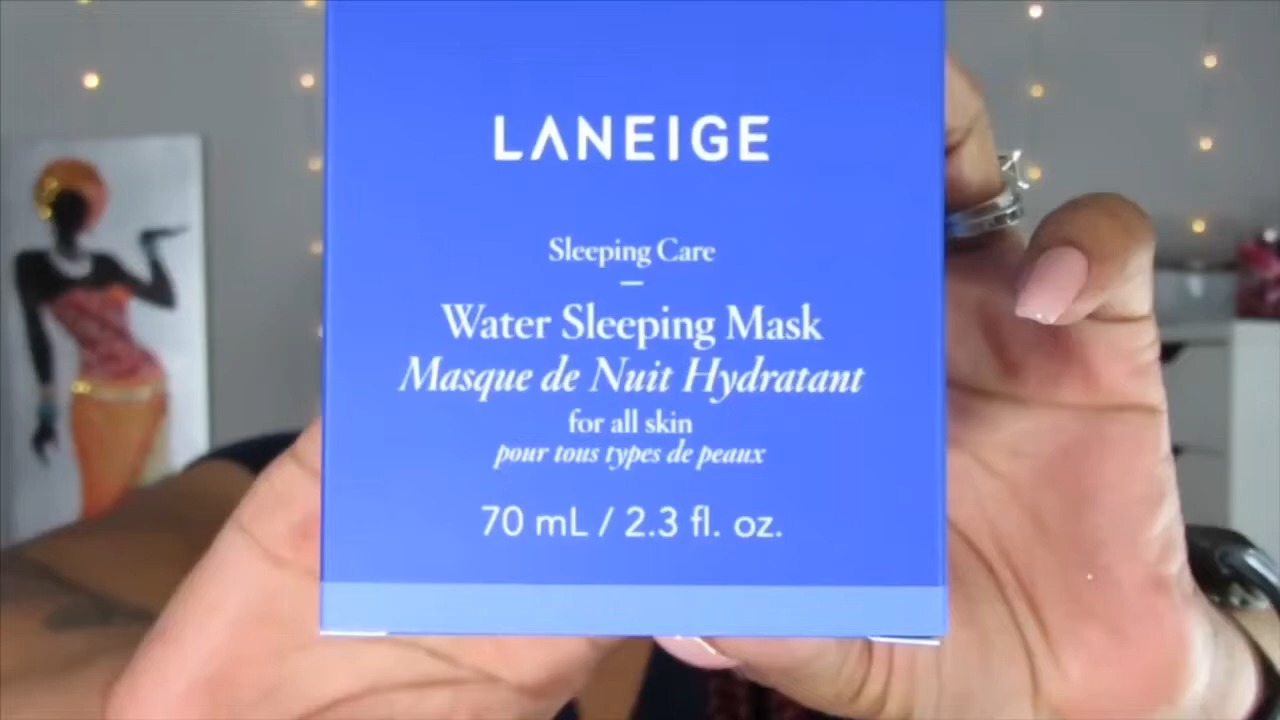 LANEIGE
Sleeping Care
Water Sleeping Mask
Masque de Nuit Hydratant
for all skin
pour tous types de peaux
70 mL / 2.3 fl. oz.